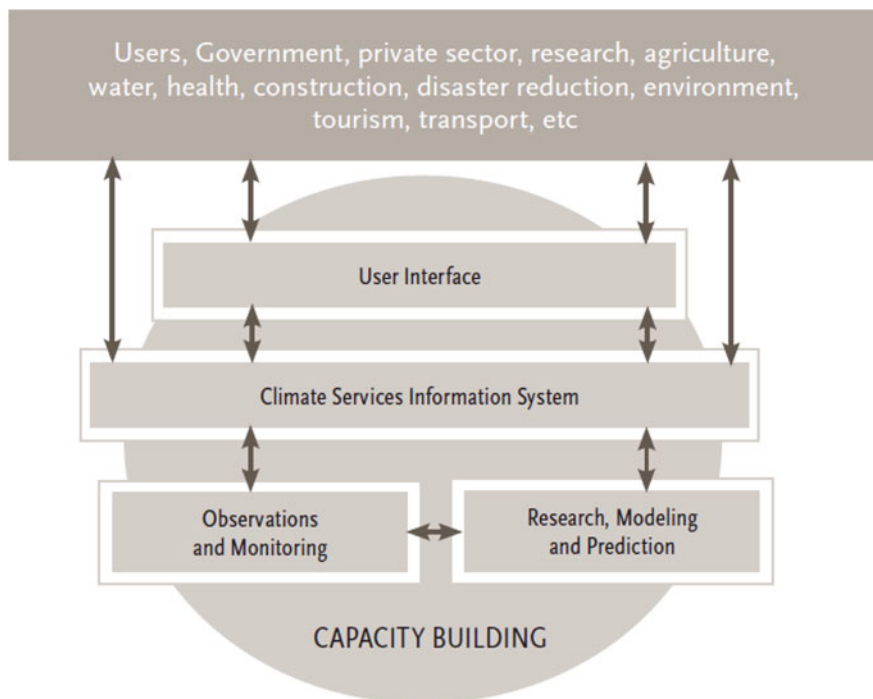 Users, Government, private sector, research, agriculture,
water, health, construction, disaster reduction, environment,
tourism, transport, etc
User Interface
Climate Services Information System
Observations
and Monitoring
Research, Modeling
and Prediction
CAPACITY BUILDING